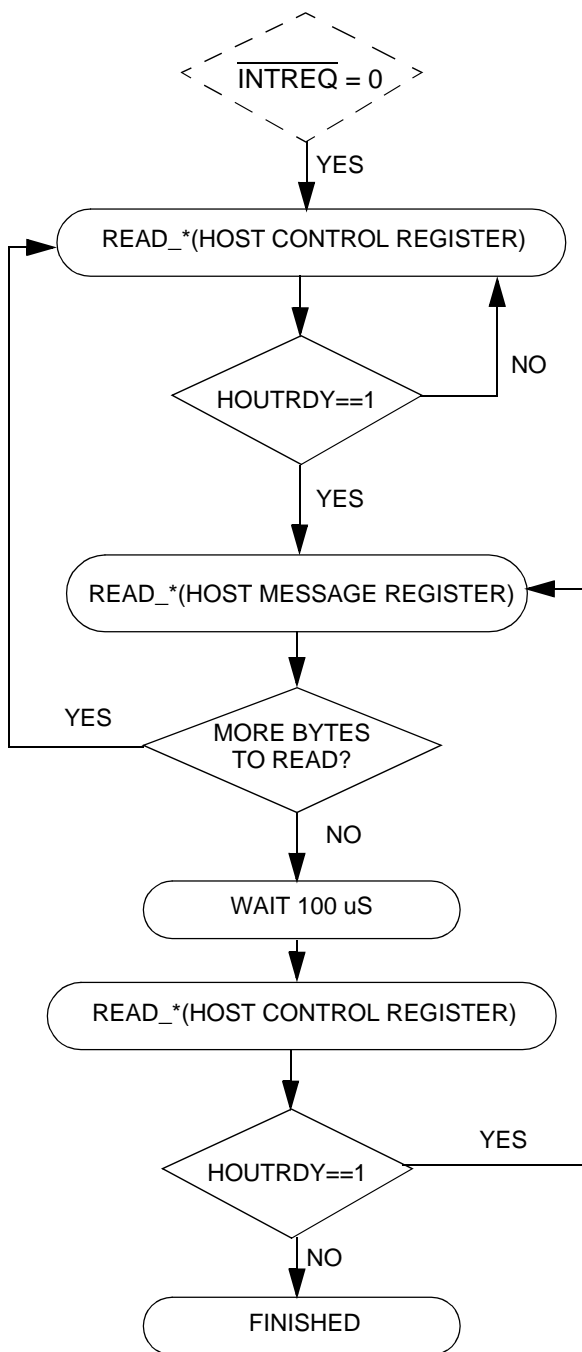 INTREQ = 0
YES
READ_*(HOST CONTROL REGISTER)
NO
HOUTRDY==1
YES
READ_*(HOST MESSAGE REGISTER)
YES
MORE BYTES
TO READ?
NO
WAIT 100 uS
READ_*(HOST CONTROL REGISTER)
YES
HOUTRDY==1
NO
FINISHED